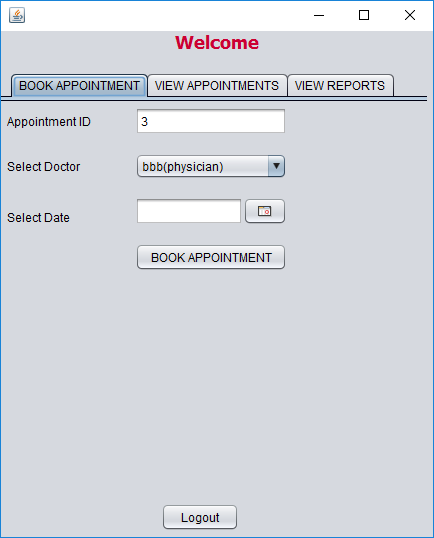 Welcome
BOOK APPOINTMENT VIEW APPOINTMENTS VIEW REPORTS
Appointment ID 3
Select Doctor bbb(physician)
Select Date
BOOK APPOINTMENT
Logout